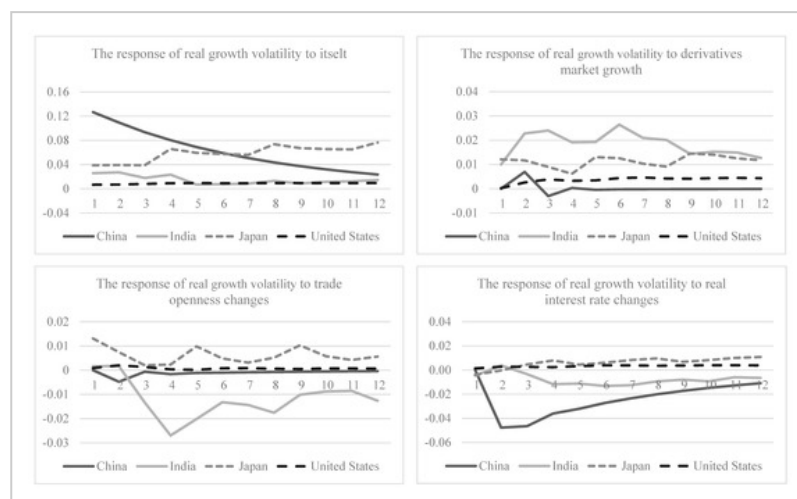 The response of real growth volatility to itselt
0.16
0.12
0.08
0.04
0
-0.04
1 2 3 4 5 6 7 8 9 10 11 12
China India Japan United States
The response of real growth volatility to derivatives
market growth
0.04
0.03
0.02
0.01
0
-0.01
1 2 3 4 5 6 7 8 9 10 11 12
China India Japan United States
The response of real growth volatility to trade
openness changes
0.02
0.01
0
-0.01
-0.02
-0.03
1 2 3 4 5 6 7 8 9 10 11 12
China India Japan United States
The response of real growth volatility to real
interest rate changes
0.04
0.02
0
-0.02
-0.04
-0.06
1 2 3 4 5 6 7 8 9 10 11 12
China India Japan United States